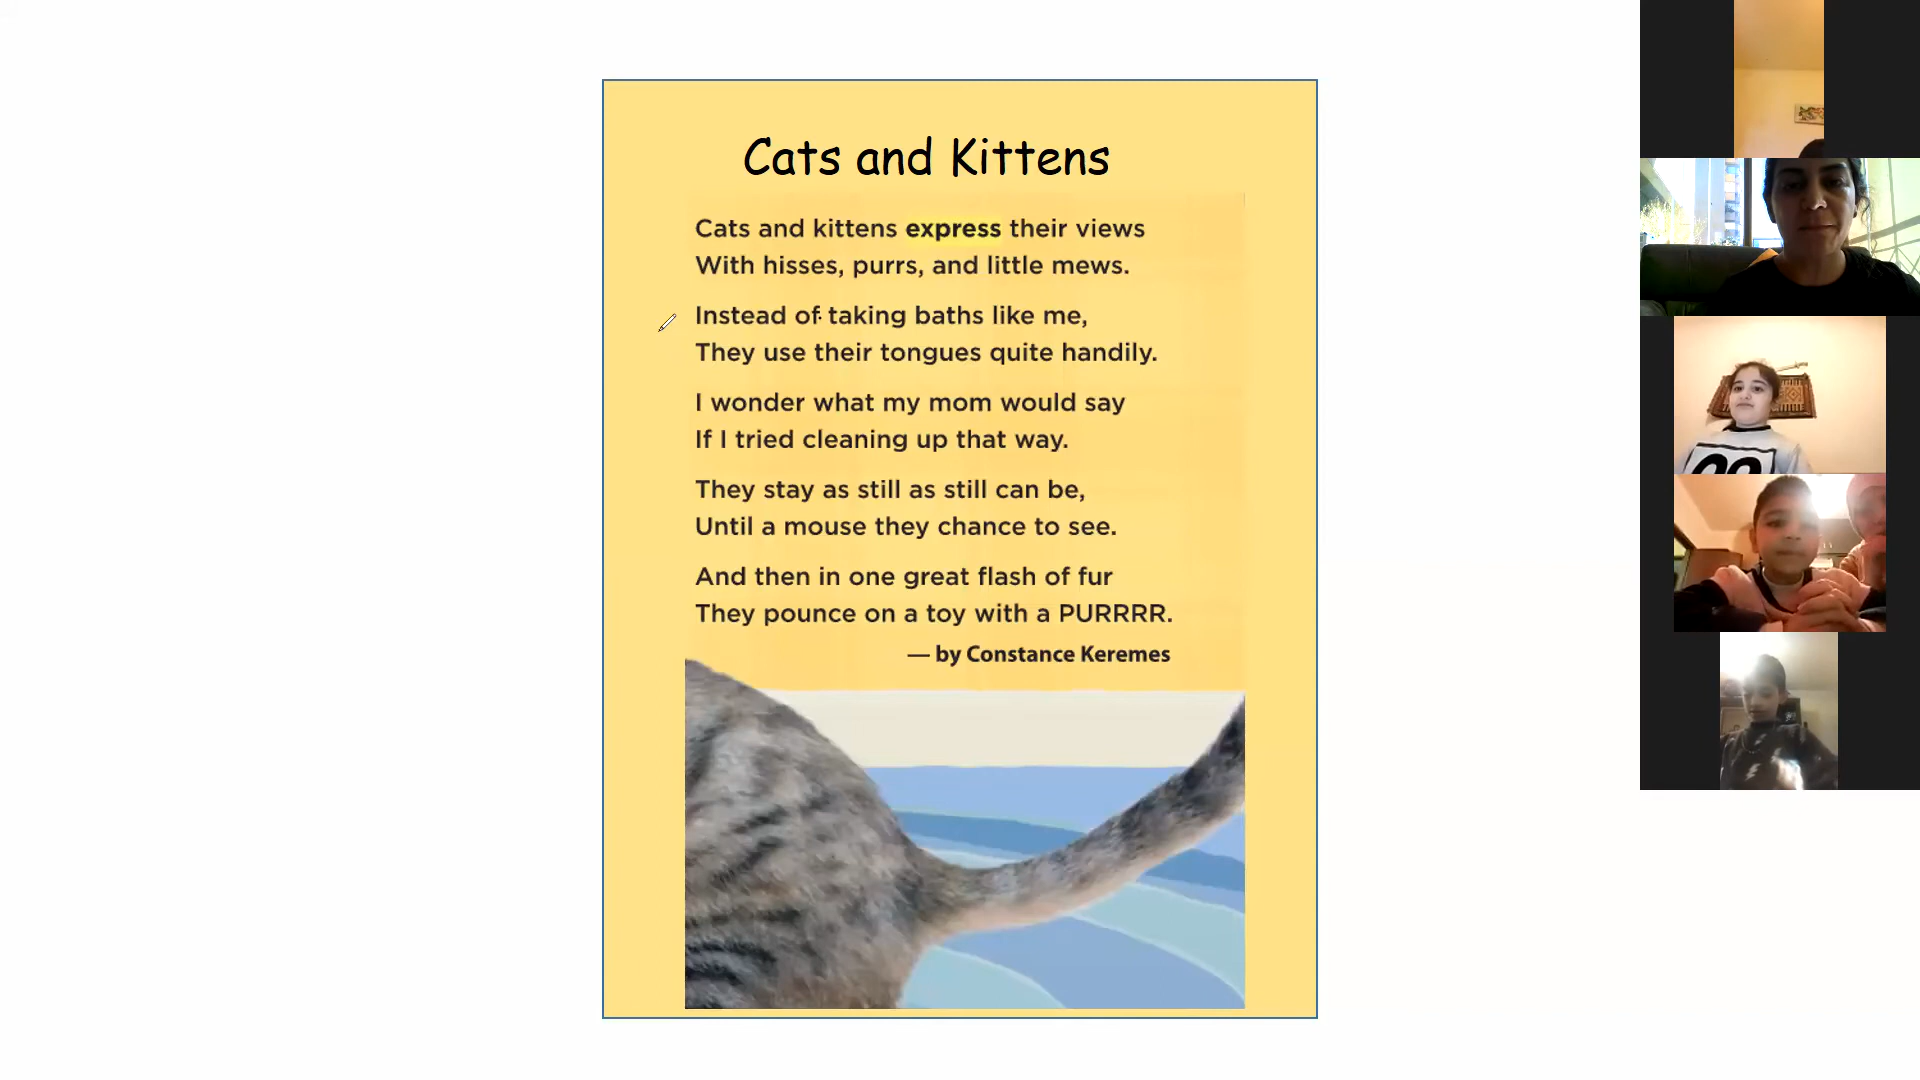 Cats and Kittens
Cats and kittens express their views
With hisses, purrs, and little mews.
Instead of taking baths like me,
They use their tongues quite handily.
I wonder what my mom would say
If I tried cleaning up that way.
They stay as still as still can be,
Until a mouse they chance to see.
And then in one great flash of fur
They pounce on a toy with a PURRRR.
— by Constance Keremes